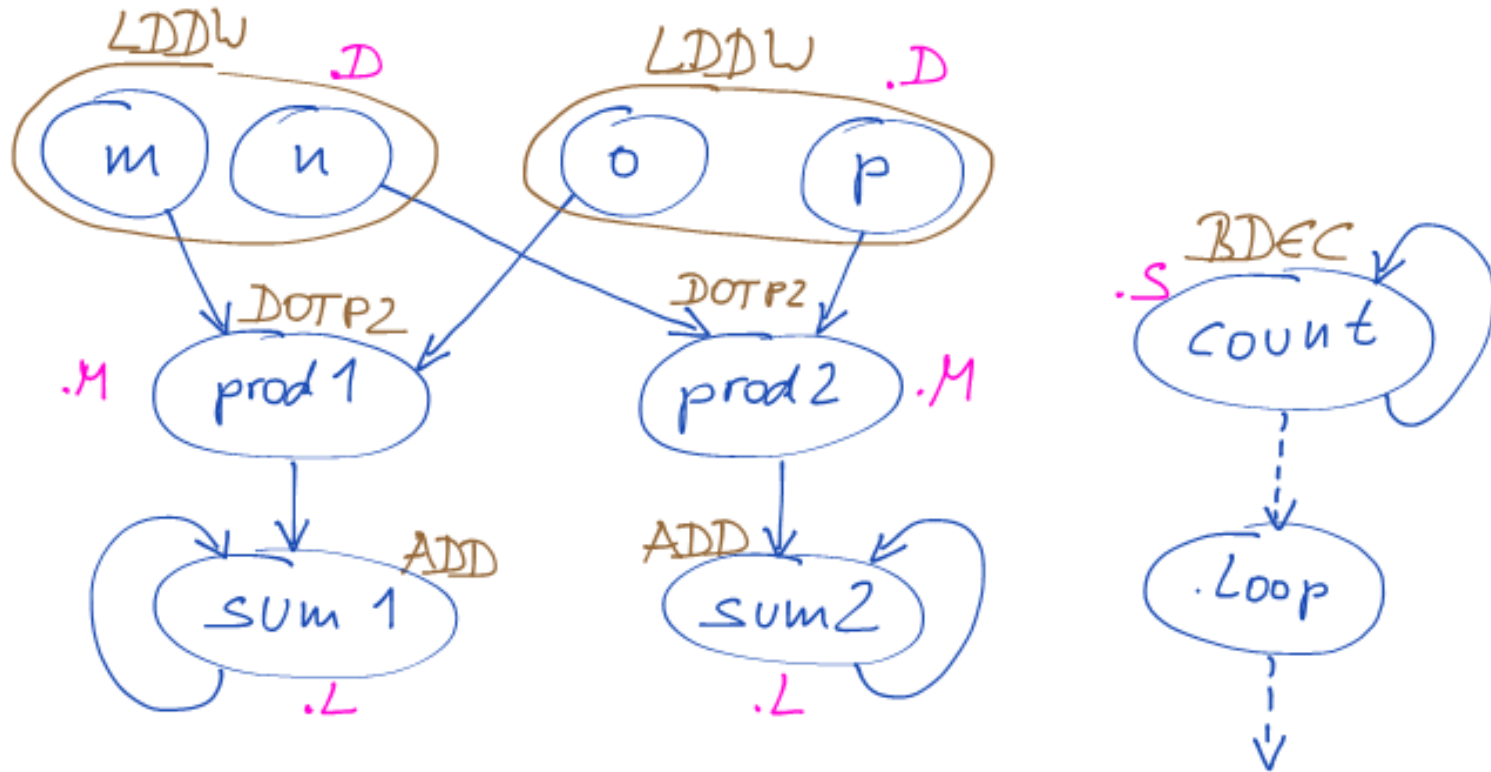 LDDW .D LDDW .D
m n o p
BDEC
.S count
DOTP2 DOTP2
.M prod1 prod2 .M
ADD ADD
sum1 sum2 .Loop
.L .L